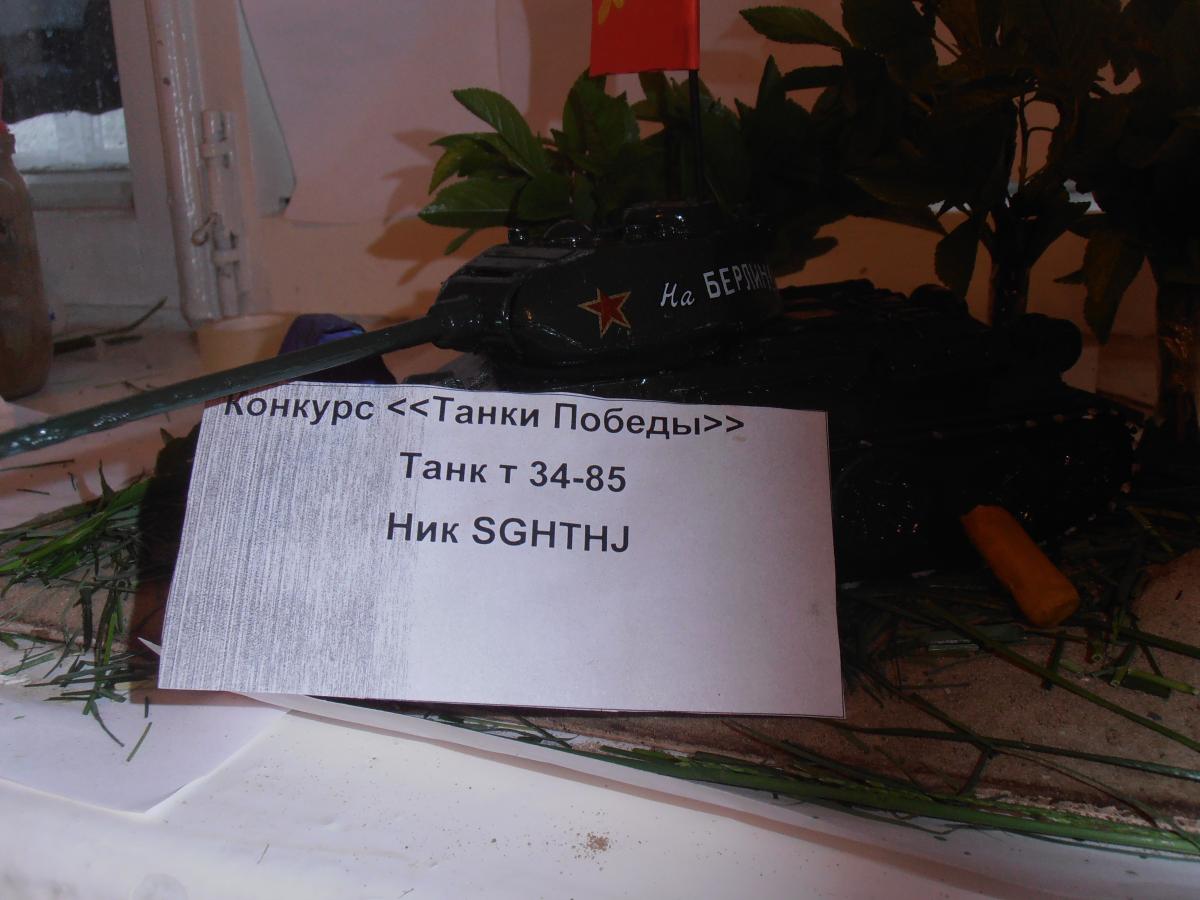 На БЕРЛИН
Конкурс <<Танки Победы>>
Танк т 34-85
Ник SGHTHJ